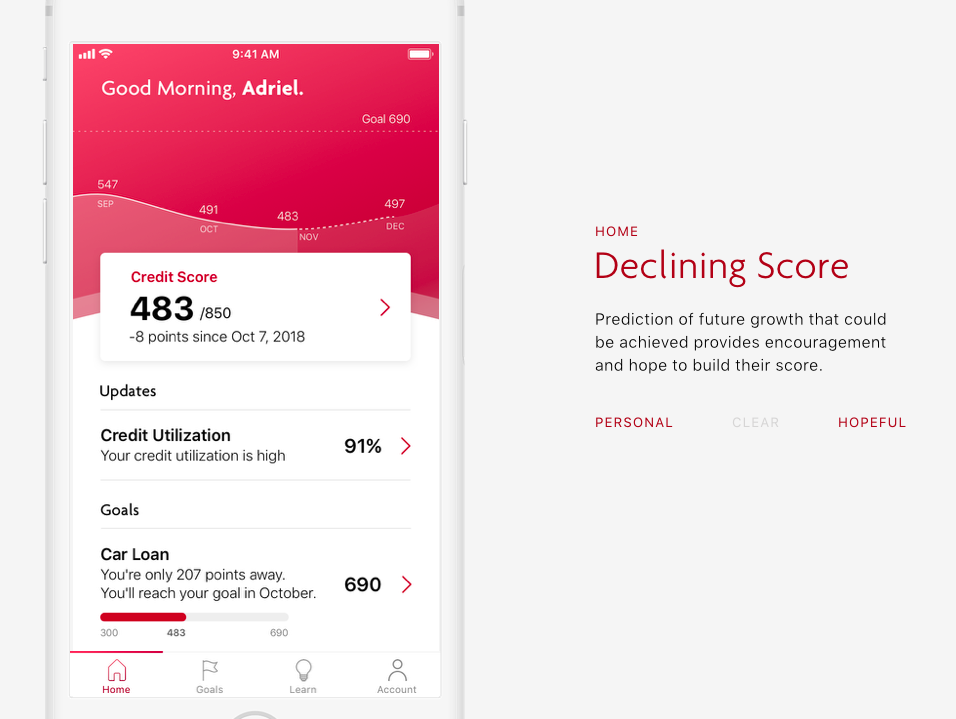 9:41 AM
Good Morning, Adriel.
Goal 690
547
SEP
491
OCT
483
NOV
497
DEC
Credit Score
483 /850
-8 points since Oct 7, 2018
Updates
Credit Utilization
Your credit utilization is high
91%
Goals
Car Loan
You're only 207 points away.
You'll reach your goal in October.
690
300 483 690
Home Goals Learn Account
HOME
Declining Score
Prediction of future growth that could
be achieved provides encouragement
and hope to build their score.
PERSONAL CLEAR HOPEFUL